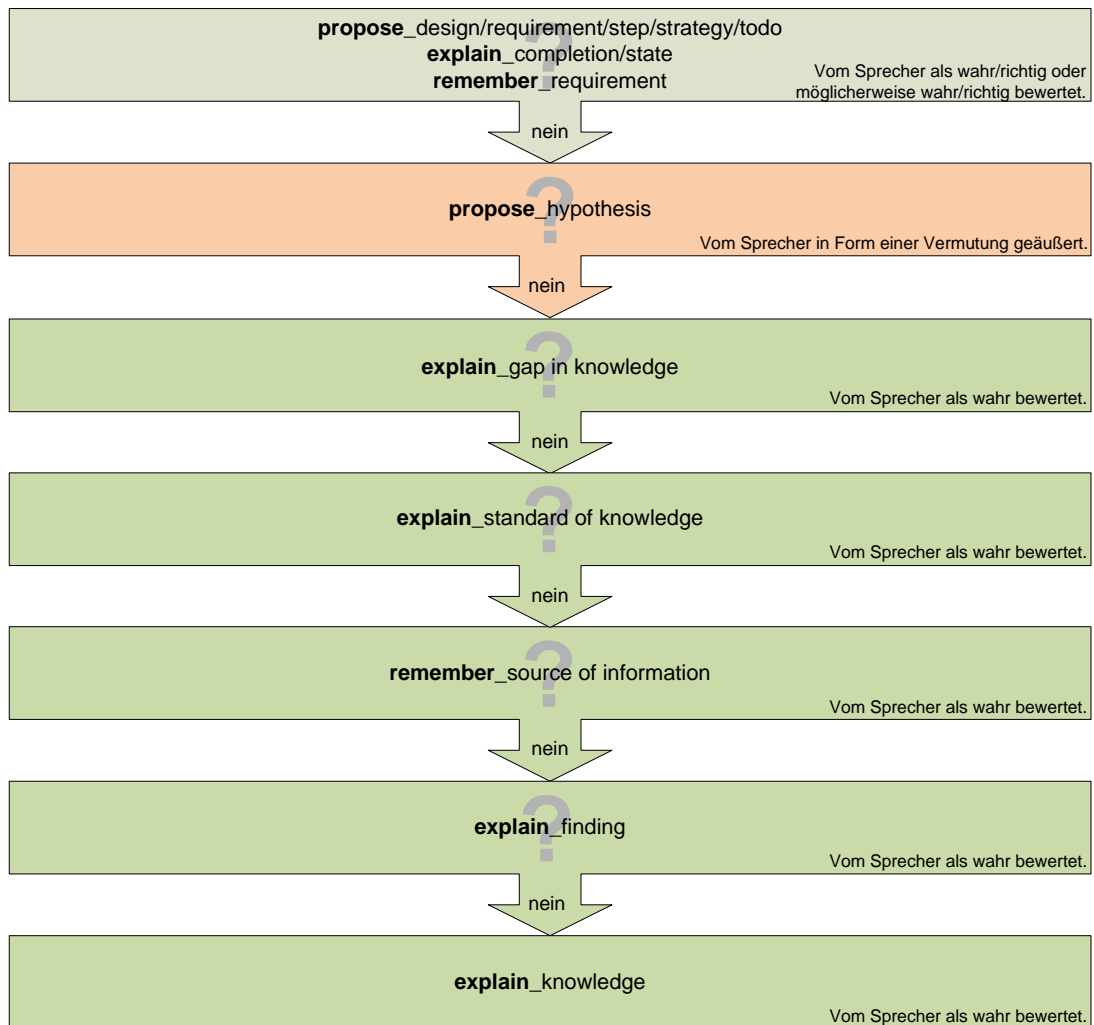 propose_design/requirement/step/strategy/todo
explain_completion/state
remember_requirement
Vom Sprecher als wahr/richtig oder
möglicherweise wahr/richtig bewertet.
?
nein
propose_hypothesis
Vom Sprecher in Form einer Vermutung geäußert.
?
nein
explain_gap in knowledge
Vom Sprecher als wahr bewertet.
?
nein
explain_standard of knowledge
Vom Sprecher als wahr bewertet.
?
nein
remember_source of information
Vom Sprecher als wahr bewertet.
?
nein
explain_finding
Vom Sprecher als wahr bewertet.
?
nein
explain_knowledge
Vom Sprecher als wahr bewertet.